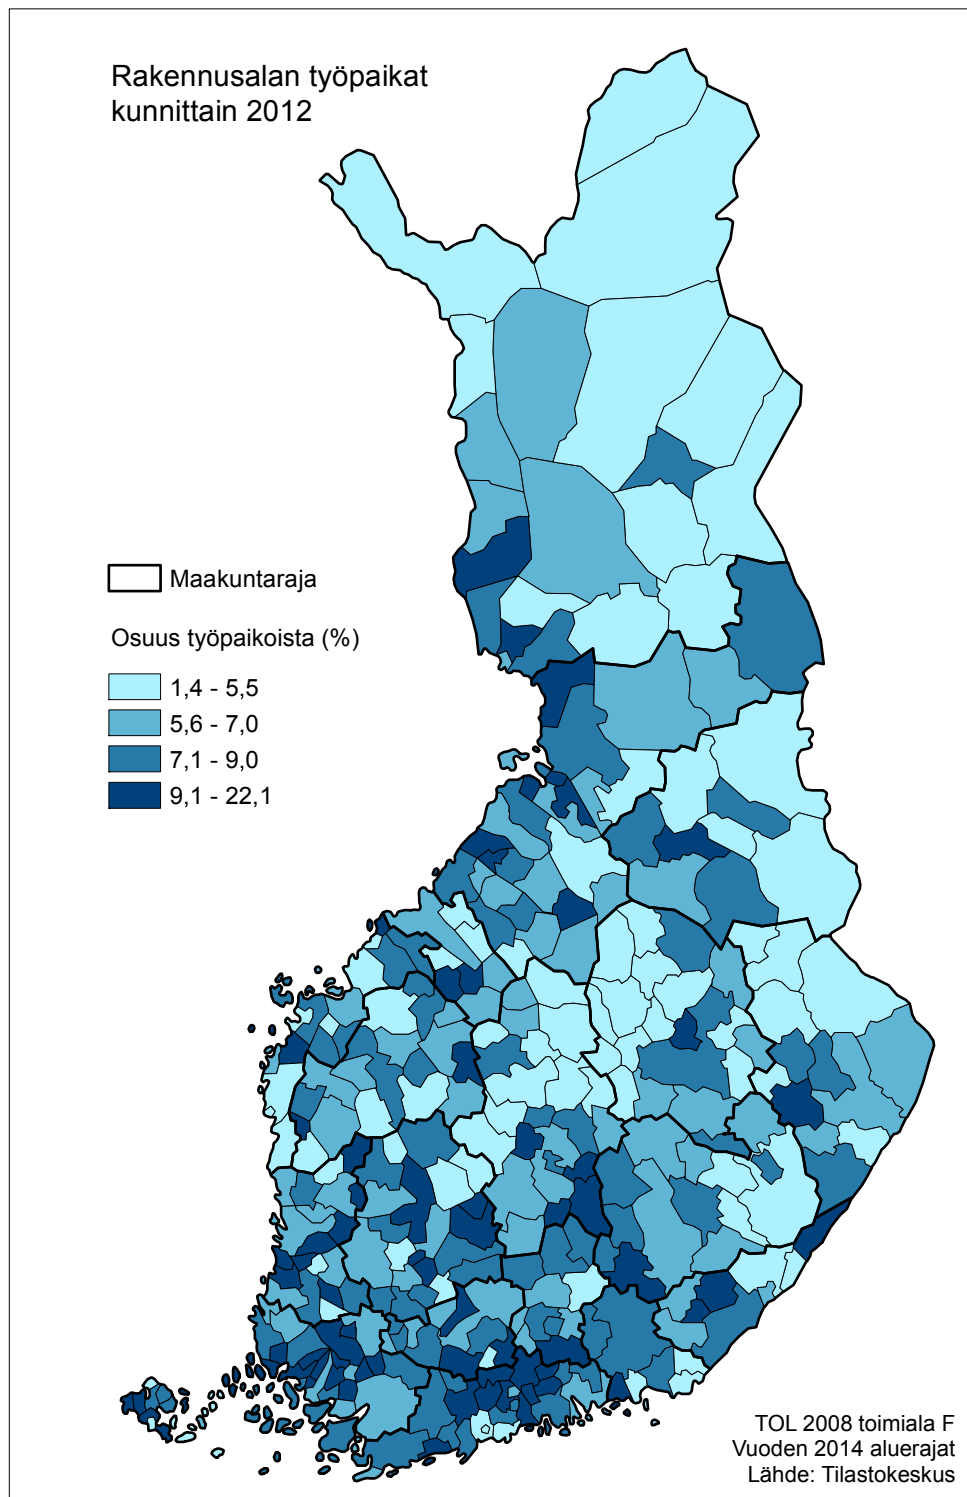 Rakennusalan työpaikat
kunnittain 2012
Maakuntaraja
Osuus työpaikoista (%)
1,4 - 5,5
5,6 - 7,0
7,1 - 9,0
9,1 - 22,1
TOL 2008 toimiala F
Vuoden 2014 aluerajat
Lähde: Tilastokeskus